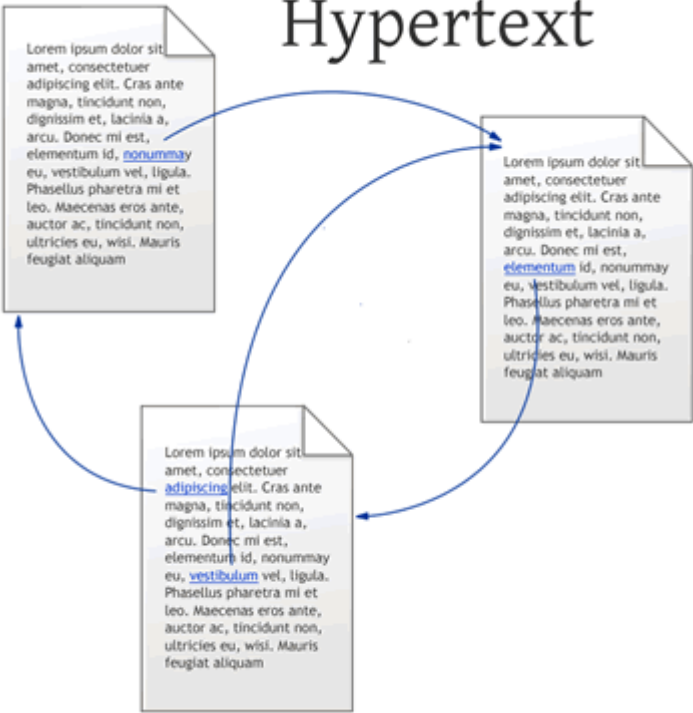 Hypertext
Lorem ipsum dolor sit
amet, consectetuer
adipiscing elit. Cras ante
magna, tincidunt non,
dignissim et, lacinia a,
arcu. Donec mi est,
elementum id, nonummay
eu, vestibulum vel, ligula.
Phasellus pharetra mi et
leo. Maecenas eros ante,
auctor ac, tincidunt non,
ultricies eu, wisi. Mauris
feugiat aliquam
Lorem ipsum dolor sit
amet, consectetuer
adipiscing elit. Cras ante
magna, tincidunt non,
dignissim et, lacinia a,
arcu. Donec mi est,
elementum id, nonummay
eu, vestibulum vel, ligula.
Phasellus pharetra mi et
leo. Maecenas eros ante,
auctor ac, tincidunt non,
ultricies eu, wisi. Mauris
feugiat aliquam
Lorem ipsum dolor sit
amet, consectetuer
adipiscing elit. Cras ante
magna, tincidunt non,
dignissim et, lacinia a,
arcu. Donec mi est,
elementum id, nonummay
eu, vestibulum vel, ligula.
Phasellus pharetra mi et
leo. Maecenas eros ante,
auctor ac, tincidunt non,
ultricies eu, wisi. Mauris
feugiat aliquam